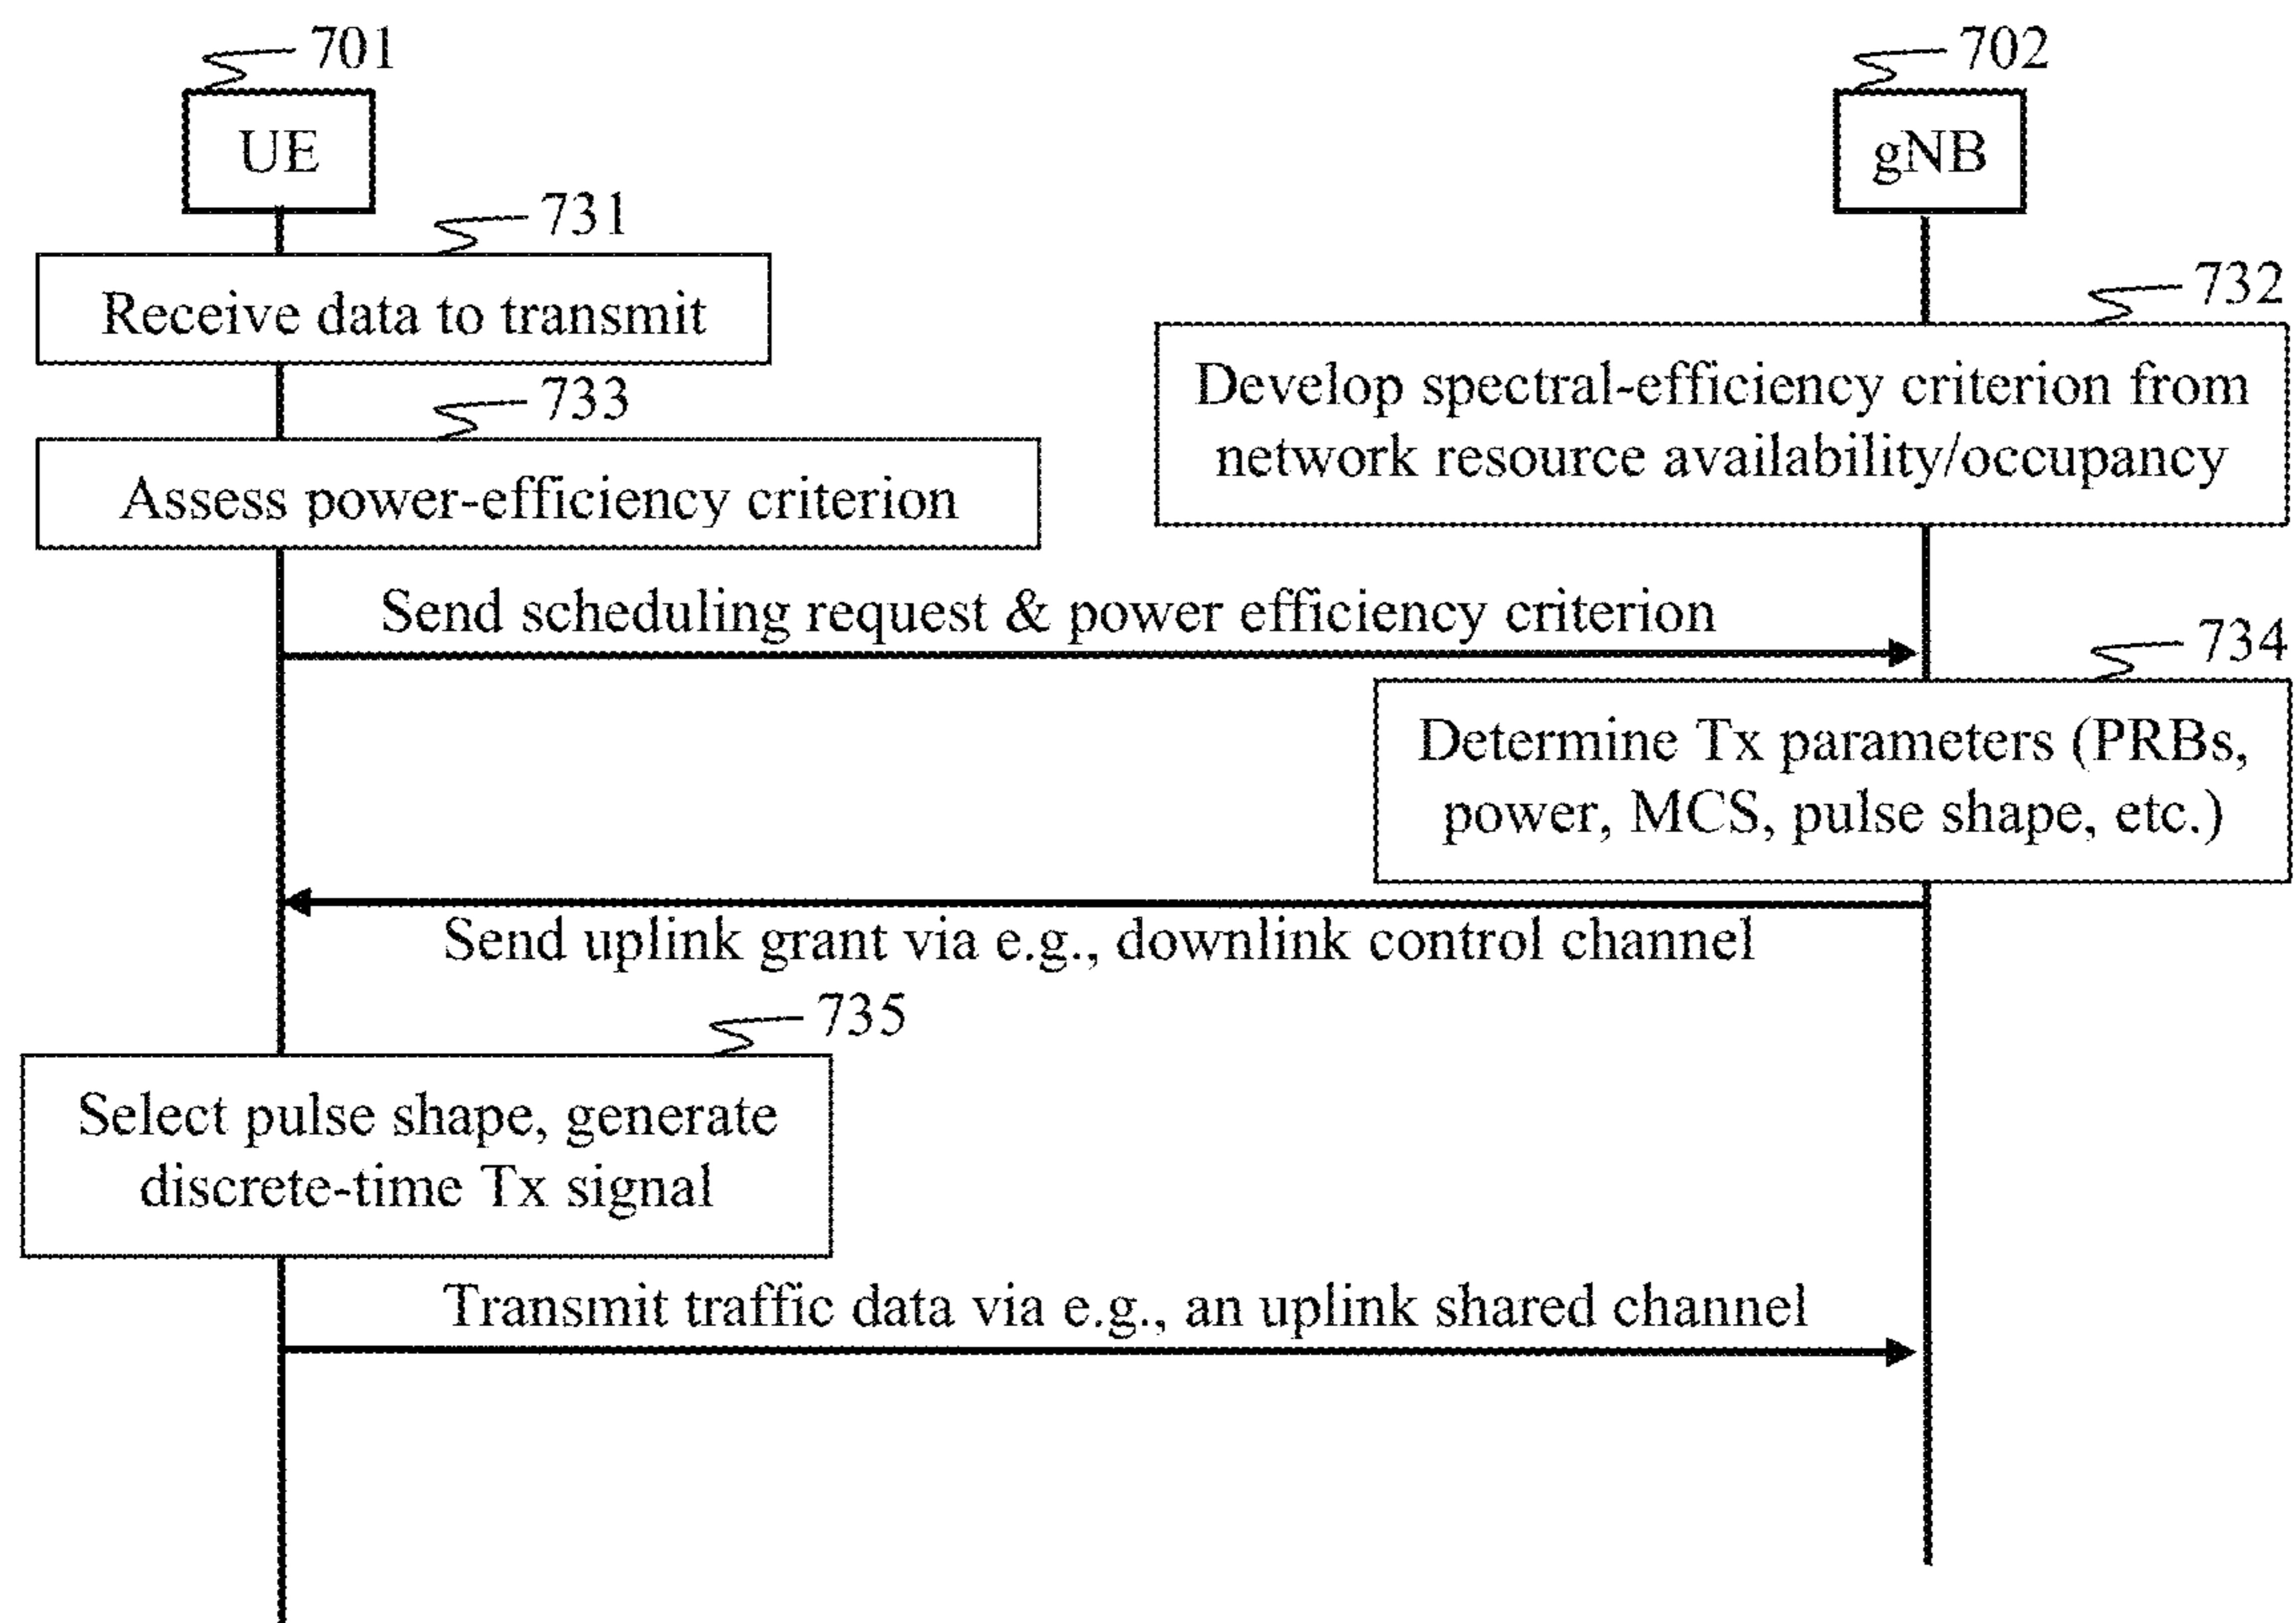 701
702
UE
gNB
731
Receive data to transmit
732
Develop spectral-efficiency criterion from
network resource availability/occupancy
733
Assess power-efficiency criterion
Send scheduling request & power efficiency criterion
734
Determine Tx parameters (PRBs,
power, MCS, pulse shape, etc.)
Send uplink grant via e.g., downlink control channel
735
Select pulse shape, generate
discrete-time Tx signal
Transmit traffic data via e.g., an uplink shared channel